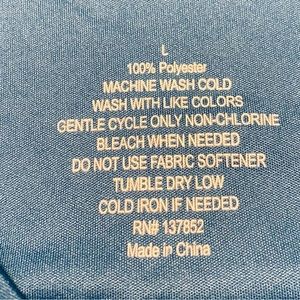 L
100% Polyester
MACHINE WASH COLD
WASH WITH LIKE COLORS
GENTLE CYCLE ONLY NON-CHLORINE
BLEACH WHEN NEEDED
DO NOT USE FABRIC SOFTENER
TUMBLE DRY LOW
COLD IRON IF NEEDED
RN# 137852
Made in China